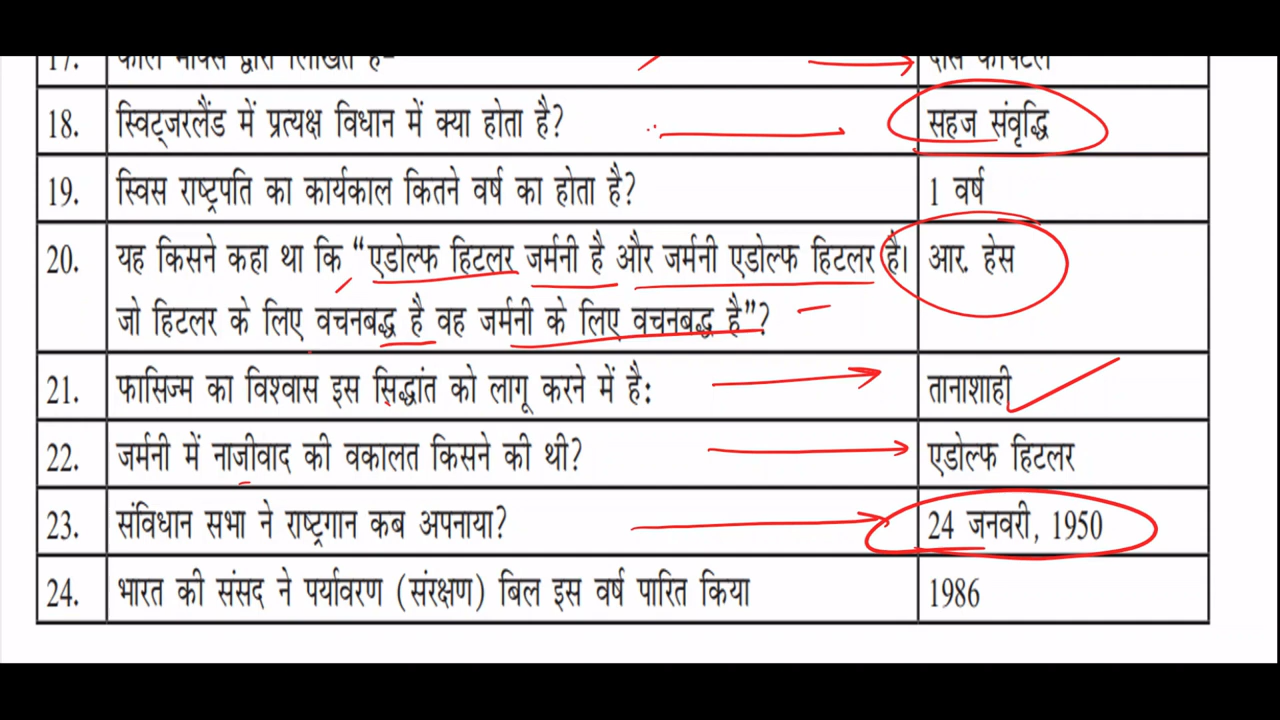 17. कार्ल मार्क्स द्वारा लिखित है- दास कैपिटल
18. स्विट्जरलैंड में प्रत्यक्ष विधान में क्या होता है? सहज संवृद्धि
19. स्विस राष्ट्रपति का कार्यकाल कितने वर्ष का होता है? 1 वर्ष
20. यह किसने कहा था कि “एडोल्फ हिटलर जर्मनी है और जर्मनी एडोल्फ हिटलर है। आर. हेस
जो हिटलर के लिए वचनबद्ध है वह जर्मनी के लिए वचनबद्ध है”?
21. फासिज्म का विश्वास इस सिद्धांत को लागू करने में है: तानाशाही
22. जर्मनी में नाजीवाद की वकालत किसने की थी? एडोल्फ हिटलर
23. संविधान सभा ने राष्ट्रगान कब अपनाया? 24 जनवरी, 1950
24. भारत की संसद ने पर्यावरण (संरक्षण) बिल इस वर्ष पारित किया 1986